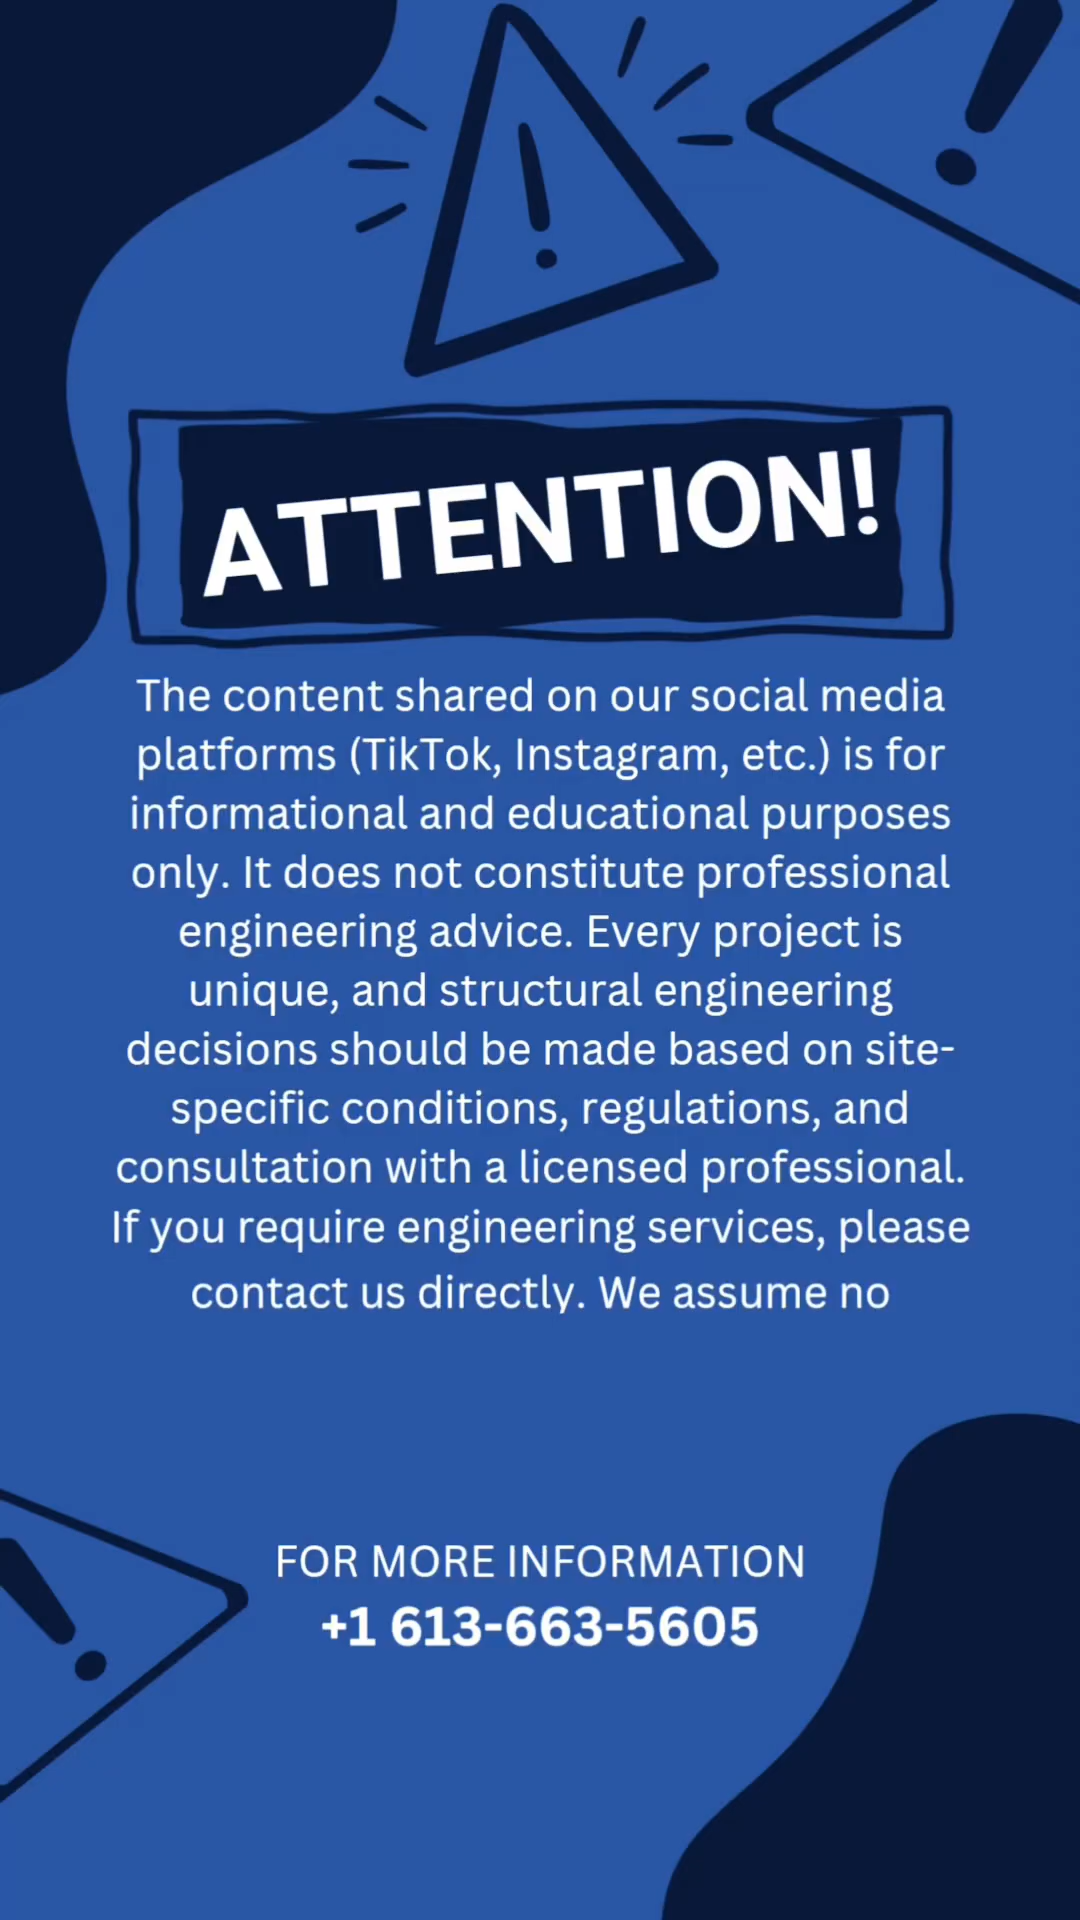 ATTENTION!
The content shared on our social media
platforms (TikTok, Instagram, etc.) is for
informational and educational purposes
only. It does not constitute professional
engineering advice. Every project is
unique, and structural engineering
decisions should be made based on site-
specific conditions, regulations, and
consultation with a licensed professional.
If you require engineering services, please
contact us directly. We assume no
FOR MORE INFORMATION
+1 613-663-5605